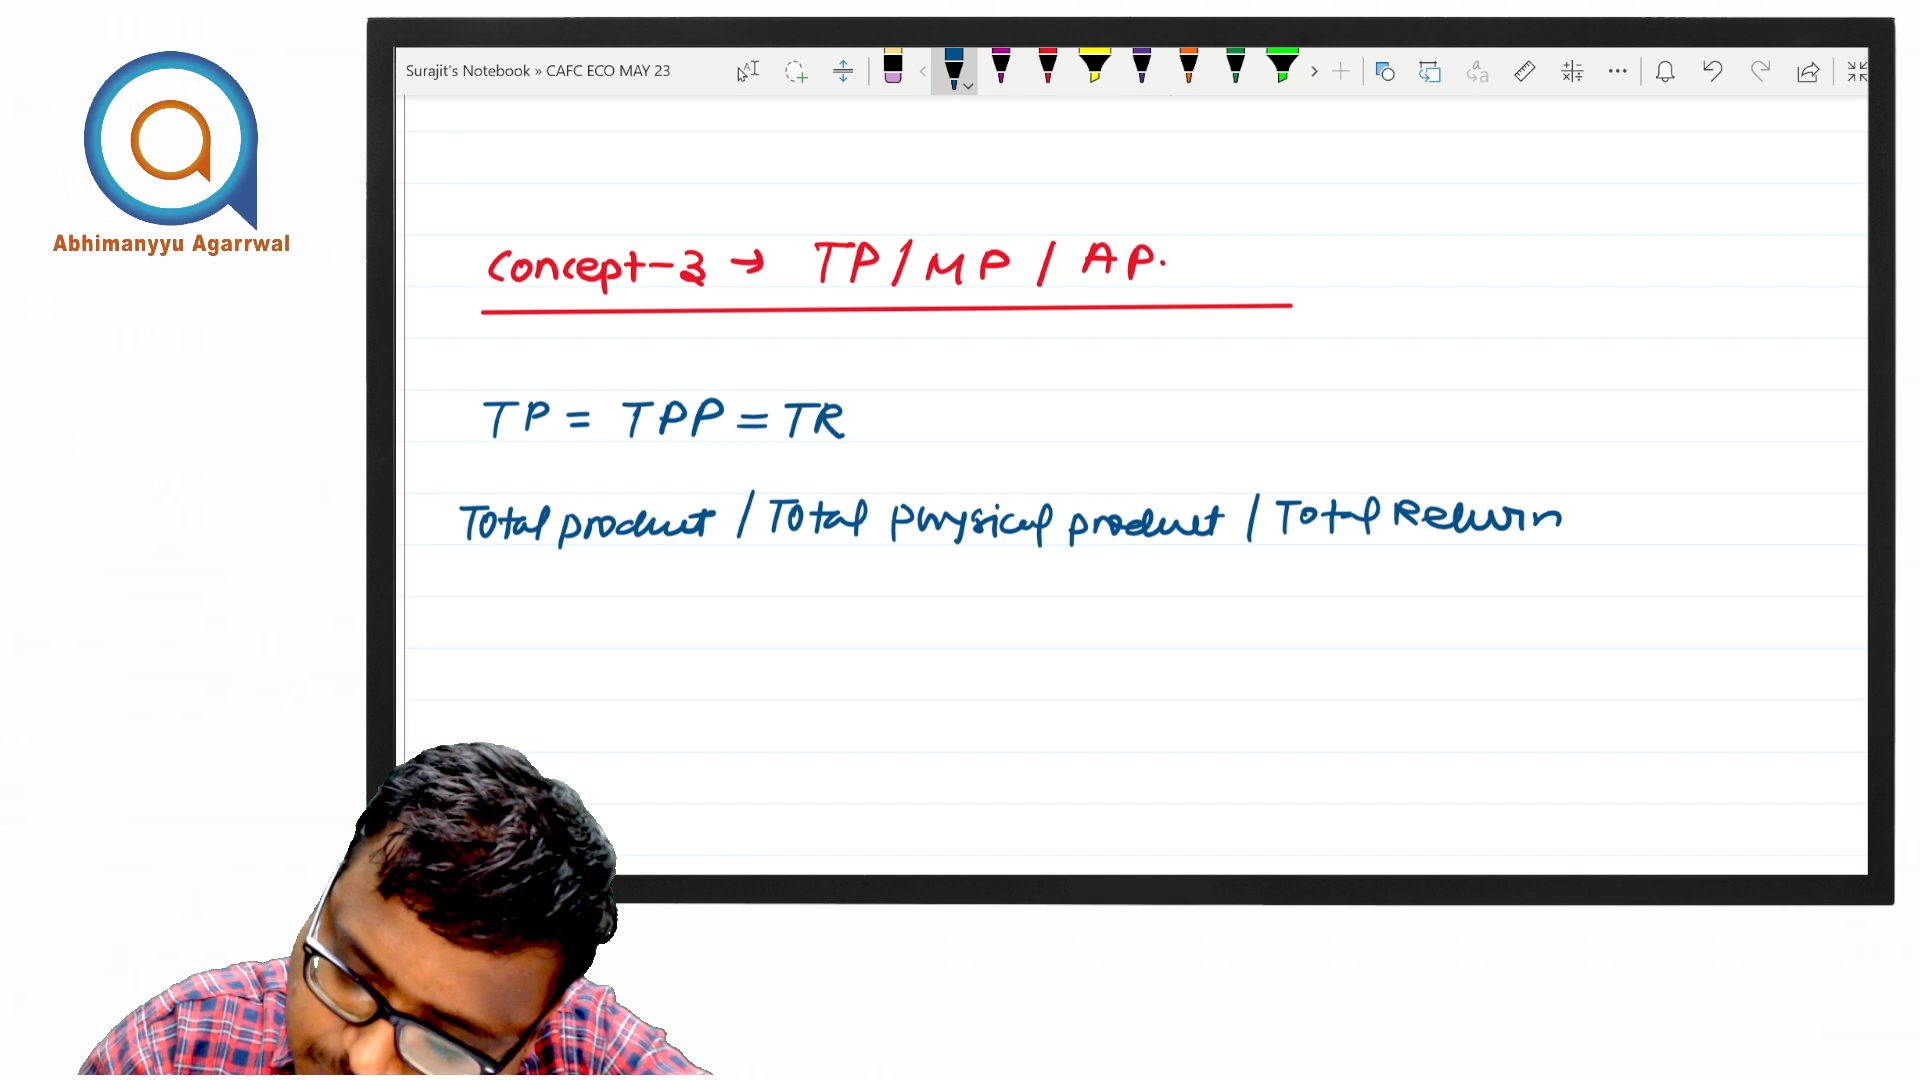 Surajit's Notebook » CAFC ECO MAY 23
Abhimanyyu Agarrwal
Concept-3 → TP / MP / AP.
TP = TPP = TR
Total product / Total physical product / Total Return